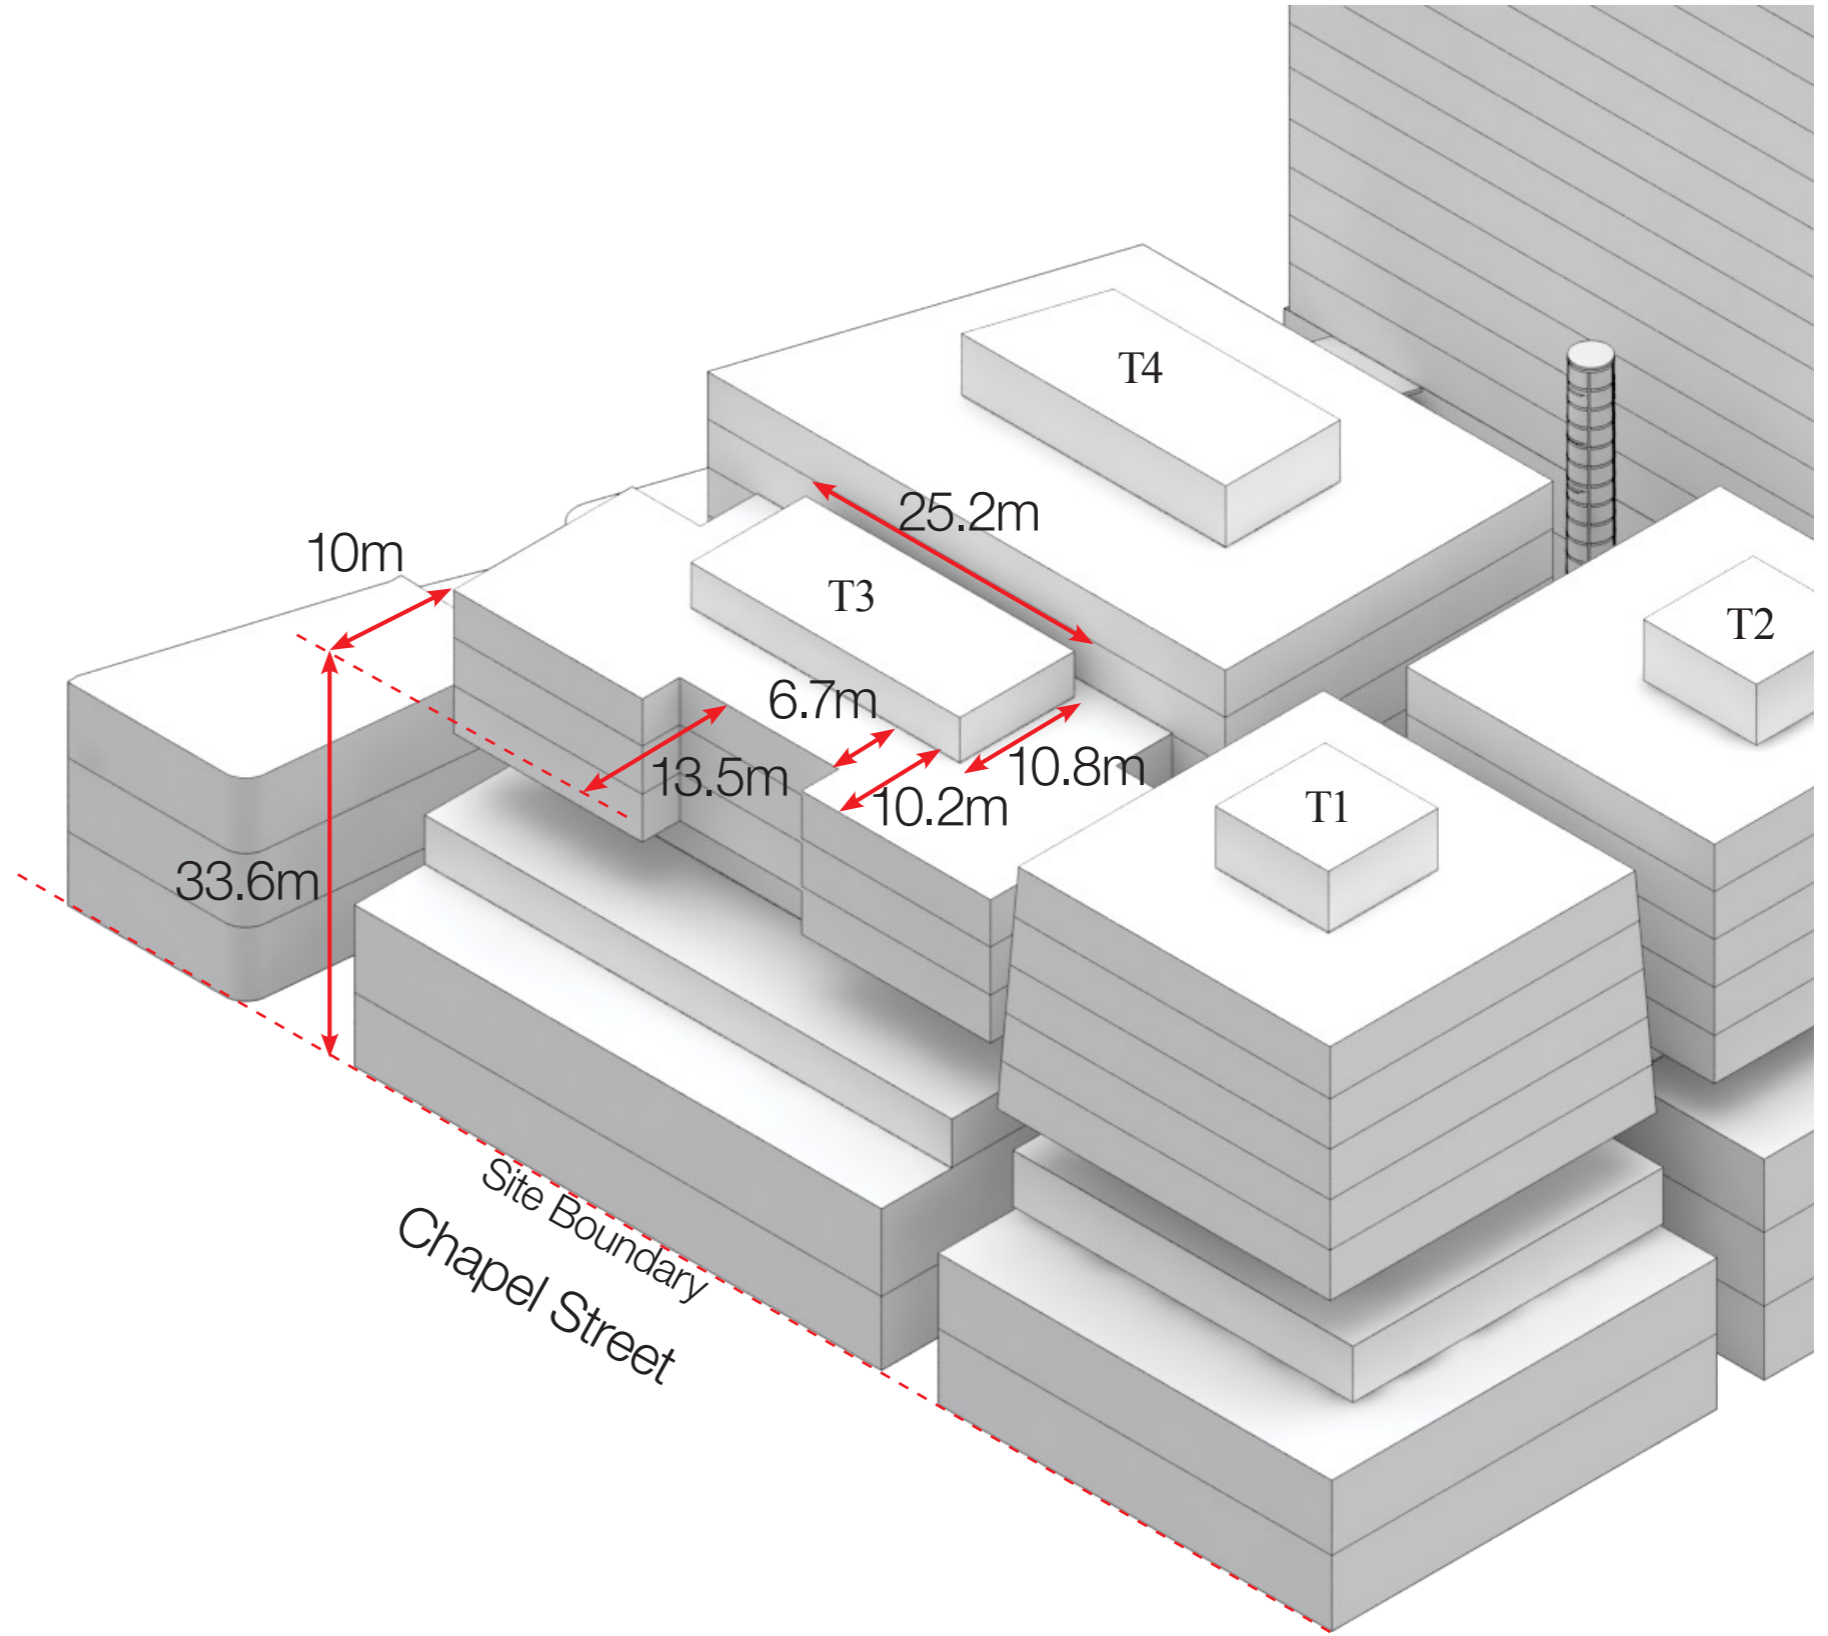 T4
25.2m
10m
T3
T2
6.7m
13.5m
10.8m
10.2m
T1
33.6m
Site Boundary
Chapel Street